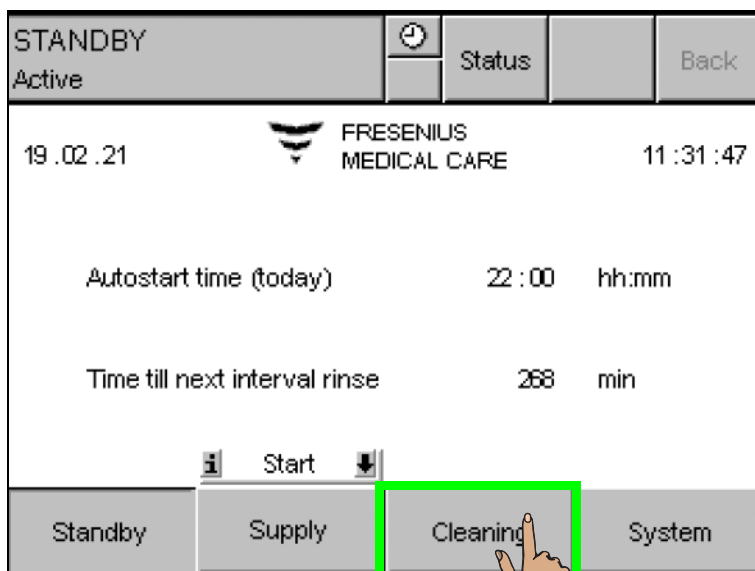 STANDBY
Active
Status
Back
19.02.21
FRESENIUS
MEDICAL CARE
11:31:47
Autostart time (today) 22:00 hh:mm
Time till next interval rinse 268 min
i Start
Standby Supply Cleaning System